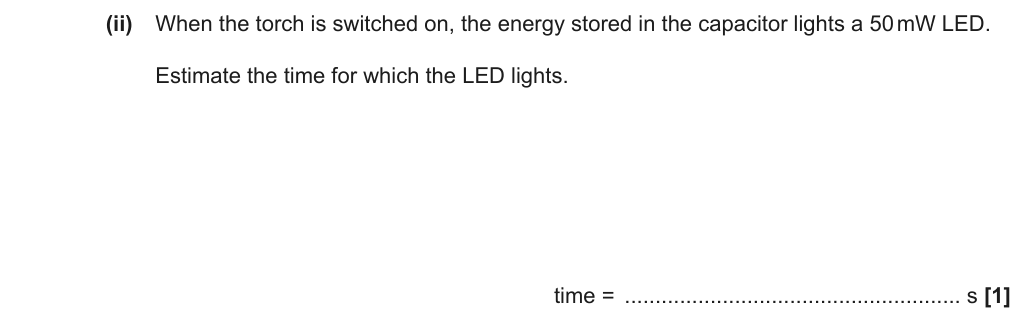 (ii) When the torch is switched on, the energy stored in the capacitor lights a 50 mW LED.
Estimate the time for which the LED lights.
time = ...................................................... s [1]